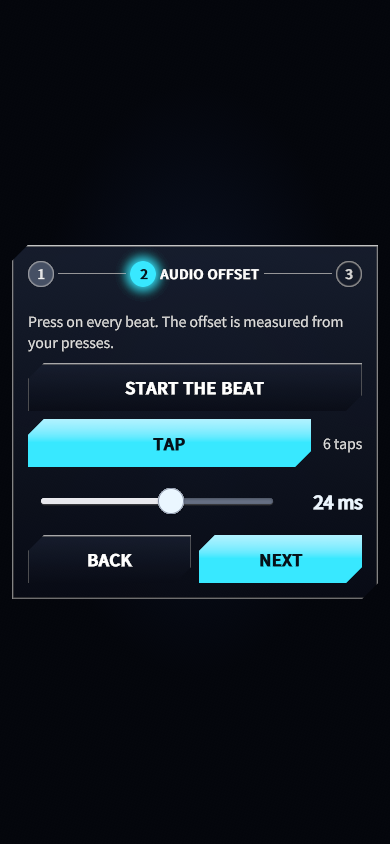 1
2 AUDIO OFFSET
3
Press on every beat. The offset is measured from
your presses.
START THE BEAT
TAP
6 taps
24 ms
BACK
NEXT